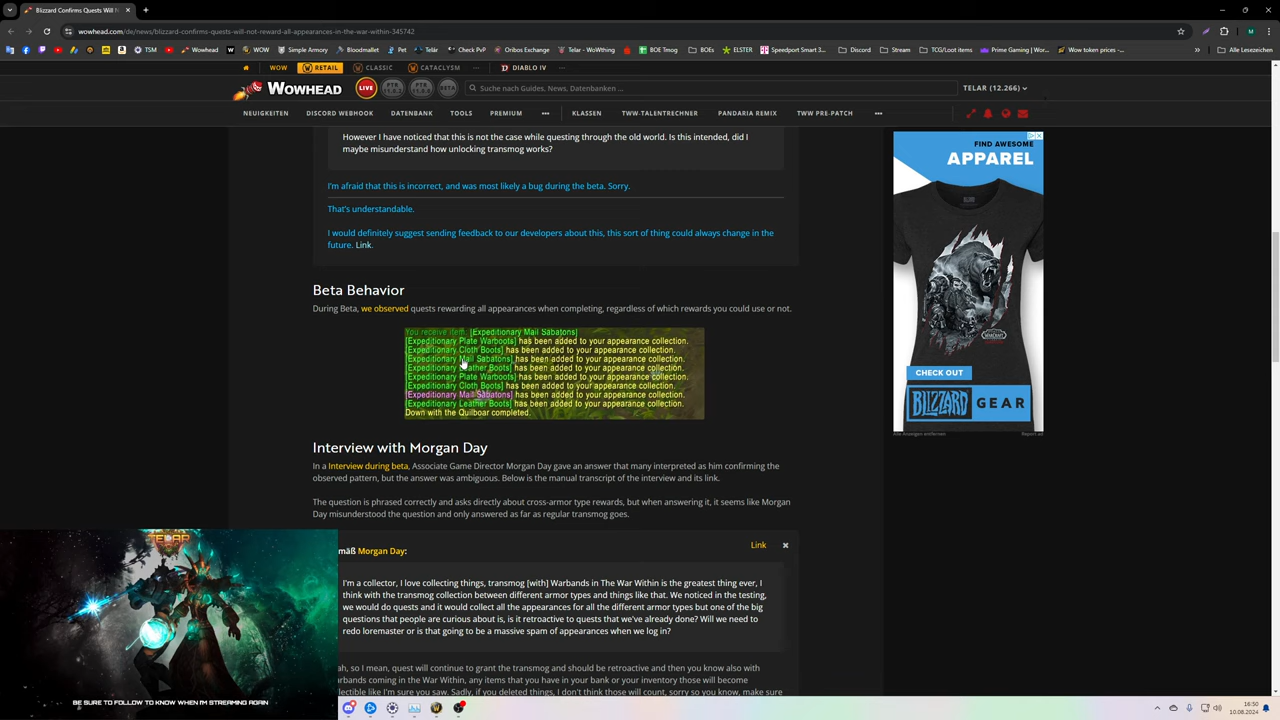 Blizzard Confirms Quests Will N
wowhead.com/de/news/blizzard-confirms-quests-will-not-reward-all-appearances-in-the-war-within-345742
TSM
Wowhead
WOW
Simple Armory
Bloodmallet
Pet
Telár
Check PvP
Oribos Exchange
Telar - WoWthing
BOE Tmog
BOEs
ELSTER
Speedport Smart 3...
Discord
Stream
TCG/Loot items
Prime Gaming | Wor...
Wow token prices -...
Alle Lesezeichen
WOW
RETAIL
CLASSIC
CATACLYSM
DIABLO IV
WOWHEAD
LIVE
BETA
Suche nach Guides, News, Datenbanken ...
TELAR (12.266)
NEUIGKEITEN
DISCORD WEBHOOK
DATENBANK
TOOLS
PREMIUM
KLASSEN
TWW-TALENTRECHNER
PANDARIA REMIX
TWW PRE-PATCH
However I have noticed that this is not the case while questing through the old world. Is this intended, did I
maybe misunderstand how unlocking transmog works?
I'm afraid that this is incorrect, and was most likely a bug during the beta. Sorry.
That's understandable.
I would definitely suggest sending feedback to our developers about this, this sort of thing could always change in the
future. Link.
Beta Behavior
During Beta, we observed quests rewarding all appearances when completing, regardless of which rewards you could use or not.
You receive item: [Expeditionary Mail Sabatons]
[Expeditionary Plate Warboots] has been added to your appearance collection.
[Expeditionary Cloth Boots] has been added to your appearance collection.
[Expeditionary Mail Sabatons] has been added to your appearance collection.
[Expeditionary Leather Boots] has been added to your appearance collection.
[Expeditionary Plate Warboots] has been added to your appearance collection.
[Expeditionary Cloth Boots] has been added to your appearance collection.
[Expeditionary Mail Sabatons] has been added to your appearance collection.
[Expeditionary Leather Boots] has been added to your appearance collection.
Down with the Quilboar completed.
Interview with Morgan Day
In a Interview during beta, Associate Game Director Morgan Day gave an answer that many interpreted as him confirming the
observed pattern, but the answer was ambiguous. Below is the manual transcript of the interview and its link.
The question is phrased correctly and asks directly about cross-armor type rewards, but when answering it, it seems like Morgan
Day misunderstood the question and only answered as far as regular transmog goes.
mäß Morgan Day:
Link
I'm a collector, I love collecting things, transmog [with] Warbands in The War Within is the greatest thing ever, I
think with the transmog collection between different armor types and things like that. We noticed in the testing,
we would do quests and it would collect all the appearances for all the different armor types but one of the big
questions that people are curious about is, is it retroactive to quests that we've already done? Will we need to
redo loremaster or is that going to be a massive spam of appearances when we log in?
ah, so I mean, quest will continue to grant the transmog and should be retroactive and then you know also with
arbands coming in the War Within, any items that you have in your bank or your inventory those will become
llectible like I'm sure you saw. Sadly, if you deleted things, I don't think those will count, sorry so you know, make sure
FIND AWESOME
APPAREL
CHECK OUT
BLIZZARD GEAR
Alle Anzeigen entfernen
Report ad
TELAR
BE SURE TO FOLLOW TO KNOW WHEN I'M STREAMING AGAIN
16:50
10.08.2024